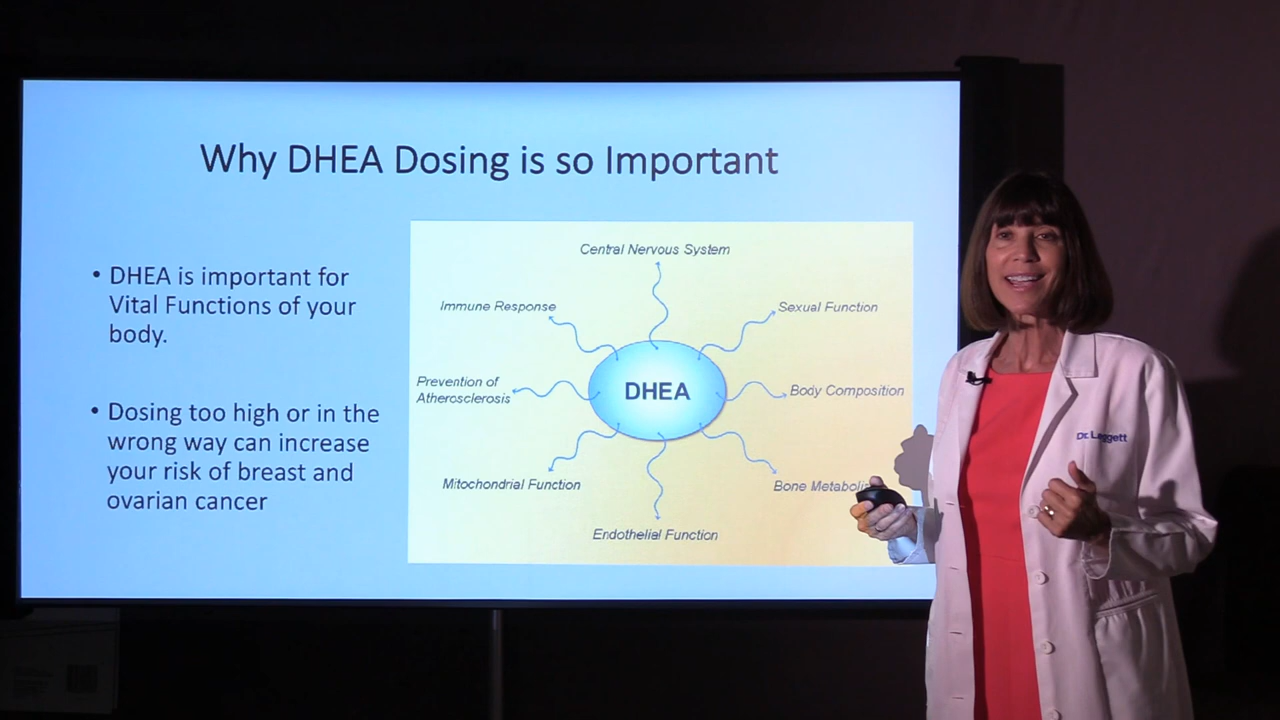 Why DHEA Dosing is so Important
• DHEA is important for
Vital Functions of your
body.
• Dosing too high or in the
wrong way can increase
your risk of breast and
ovarian cancer
Central Nervous System
Immune Response
Sexual Function
Prevention of
Atherosclerosis
DHEA
Body Composition
Mitochondrial Function
Bone
Endothelial Function
Dr.